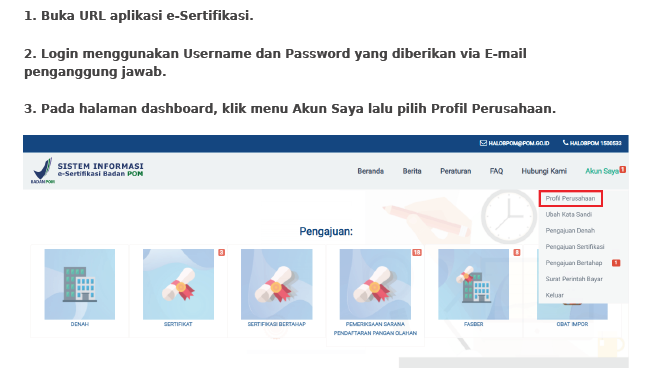 1. Buka URL aplikasi e-Sertifikasi.
2. Login menggunakan Username dan Password yang diberikan via E-mail
penganggung jawab.
3. Pada halaman dashboard, klik menu Akun Saya lalu pilih Profil Perusahaan.
HALOBPOM@POM.GO.ID HALOBPOM 1500533
SISTEM INFORMASI
e-Sertifikasi Badan POM
BADAN POM
Beranda Berita Peraturan FAQ Hubungi Kami Akun Saya
Profil Perusahaan
Ubah Kata Sandi
Pengajuan Denah
Pengajuan Sertifikasi
Pengajuan Bertahap 1
Surat Perintah Bayar
Keluar
Pengajuan:
DENAH
SERTIFIKAT
SERTIFIKASI BERTAHAP
PEMERIKSAAN SARANA
PENDAFTARAN PANGAN OLAHAN
FASBER
OBAT IMPOR